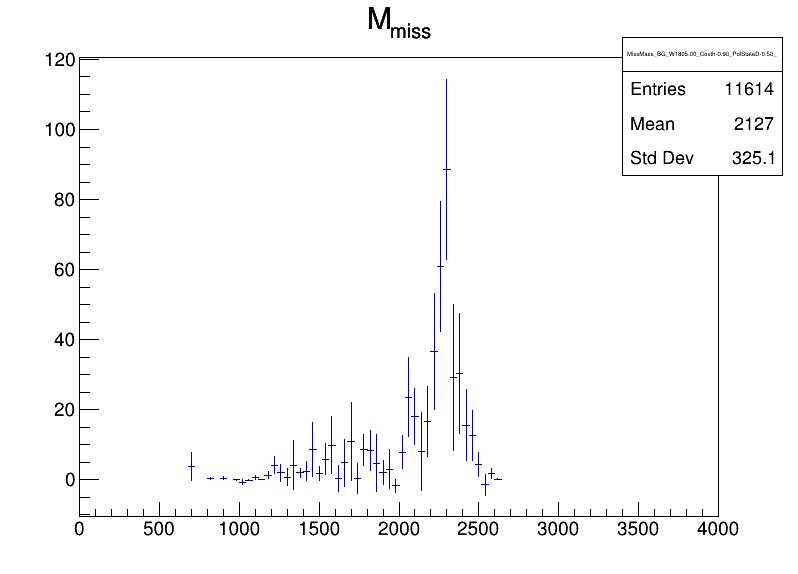 M_miss
MissMass_BG_W1805.00_Costh-0.90_PolStateD-0.50_
Entries 11614
Mean 2127
Std Dev 325.1
120
100
80
60
40
20
0
0 500 1000 1500 2000 2500 3000 3500 4000